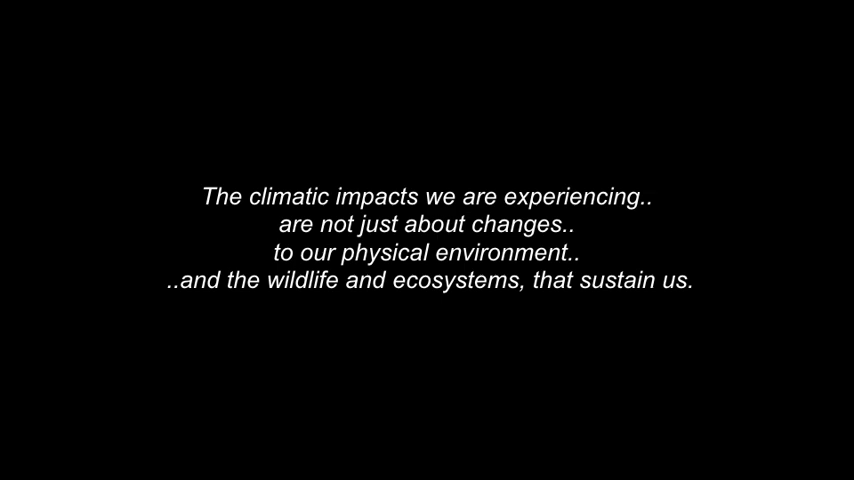 The climatic impacts we are experiencing..
are not just about changes..
to our physical environment..
..and the wildlife and ecosystems, that sustain us.